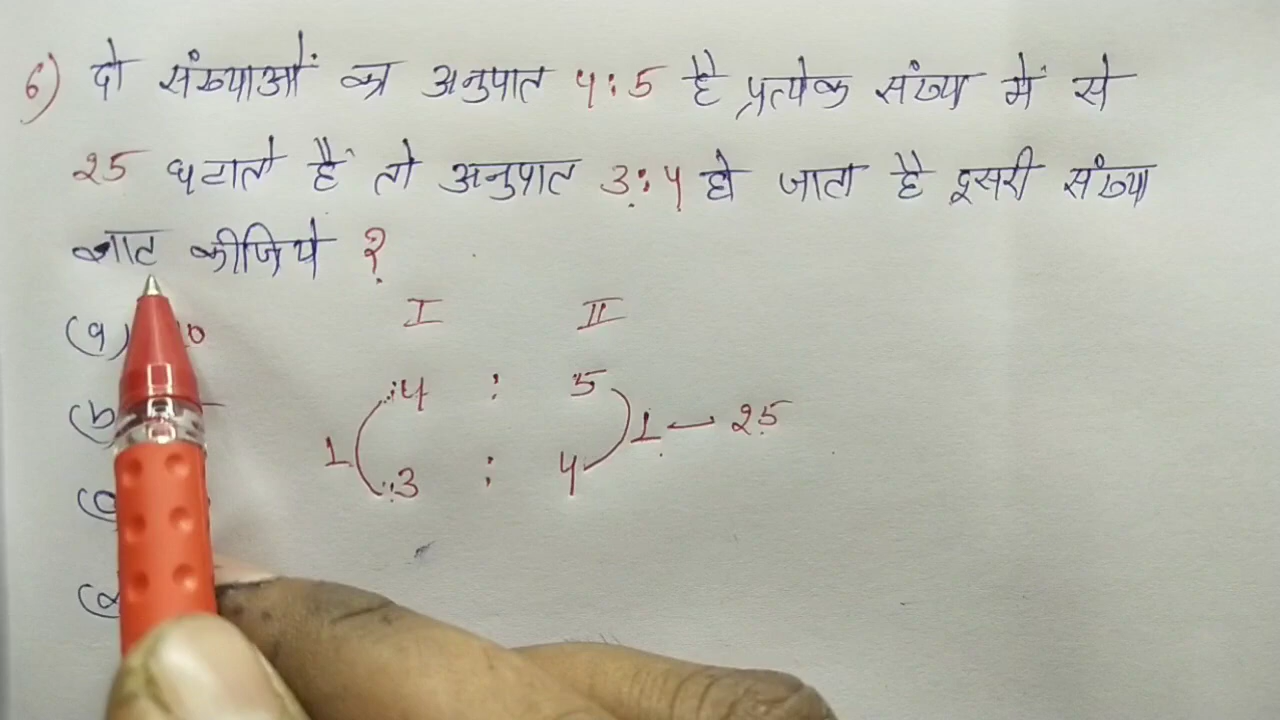 6) दो संख्याओं का अनुपात 4:5 है प्रत्येक संख्या में से
25 घटाते हैं तो अनुपात 3:4 हो जाता है दूसरी संख्या
ज्ञात कीजिये ?
(a)
I II
4 : 5
(b)
1 1 — 25
3 : 4